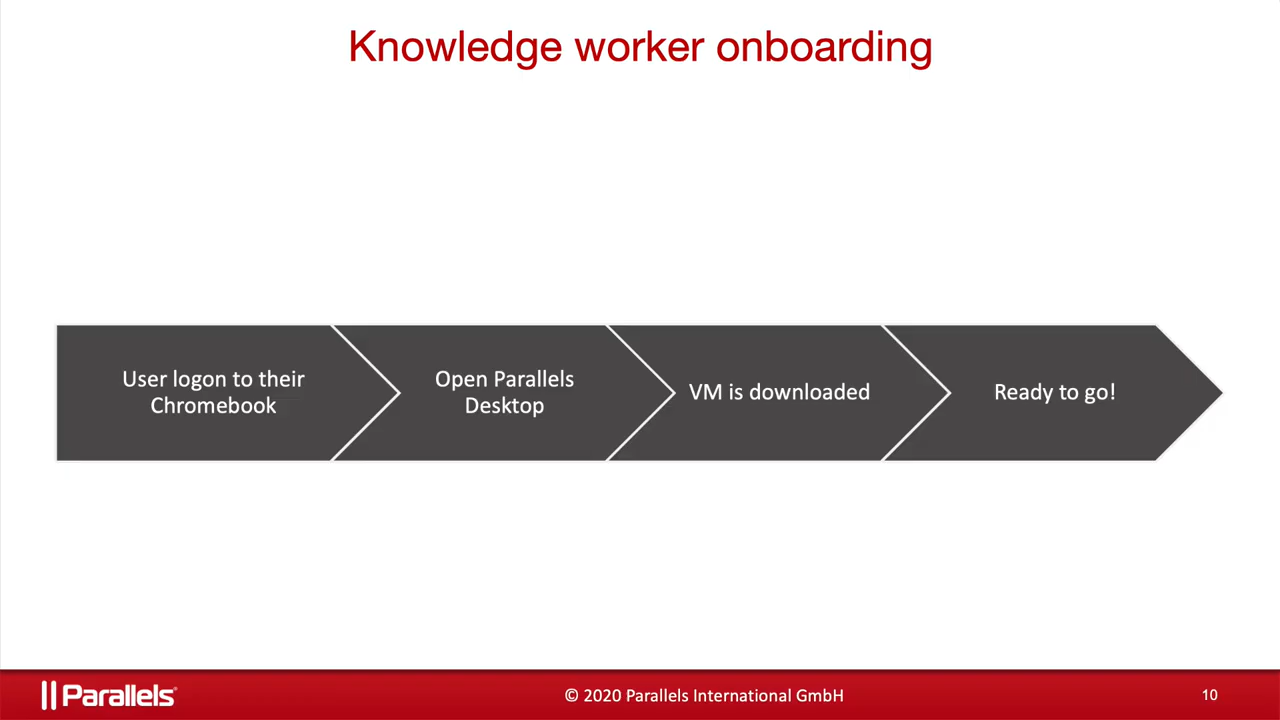 Knowledge worker onboarding
User logon to their
Chromebook
Open Parallels
Desktop
VM is downloaded
Ready to go!
Parallels®
© 2020 Parallels International GmbH
10